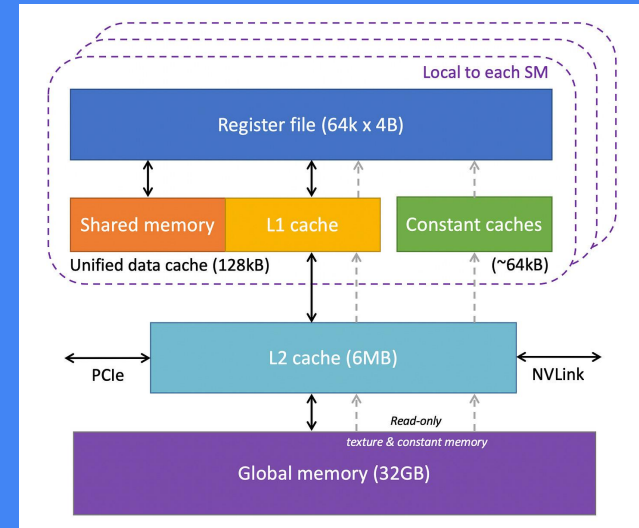 Local to each SM
Register file (64k x 4B)
Shared memory
L1 cache
Constant caches
Unified data cache (128kB)
(~64kB)
L2 cache (6MB)
PCIe
NVLink
Read-only
texture & constant memory
Global memory (32GB)